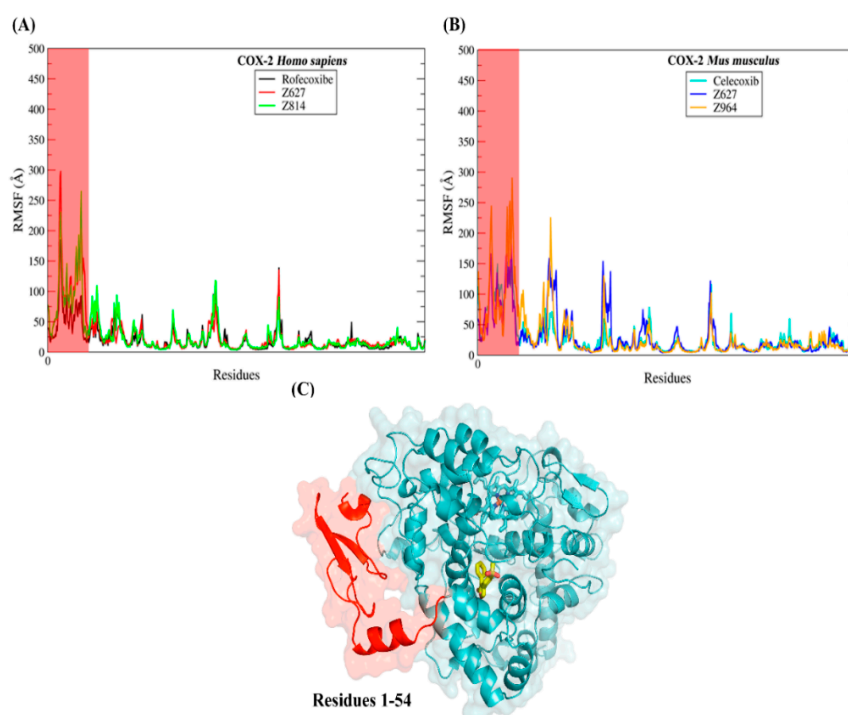 (A)
COX-2 Homo sapiens
Rofecoxibe
Z627
Z814
500
450
400
350
300
250
200
150
100
50
0
RMSF (Å)
0
Residues
(B)
COX-2 Mus musculus
Celecoxib
Z627
Z964
500
450
400
350
300
250
200
150
100
50
0
RMSF (Å)
0
Residues
(C)
Residues 1-54